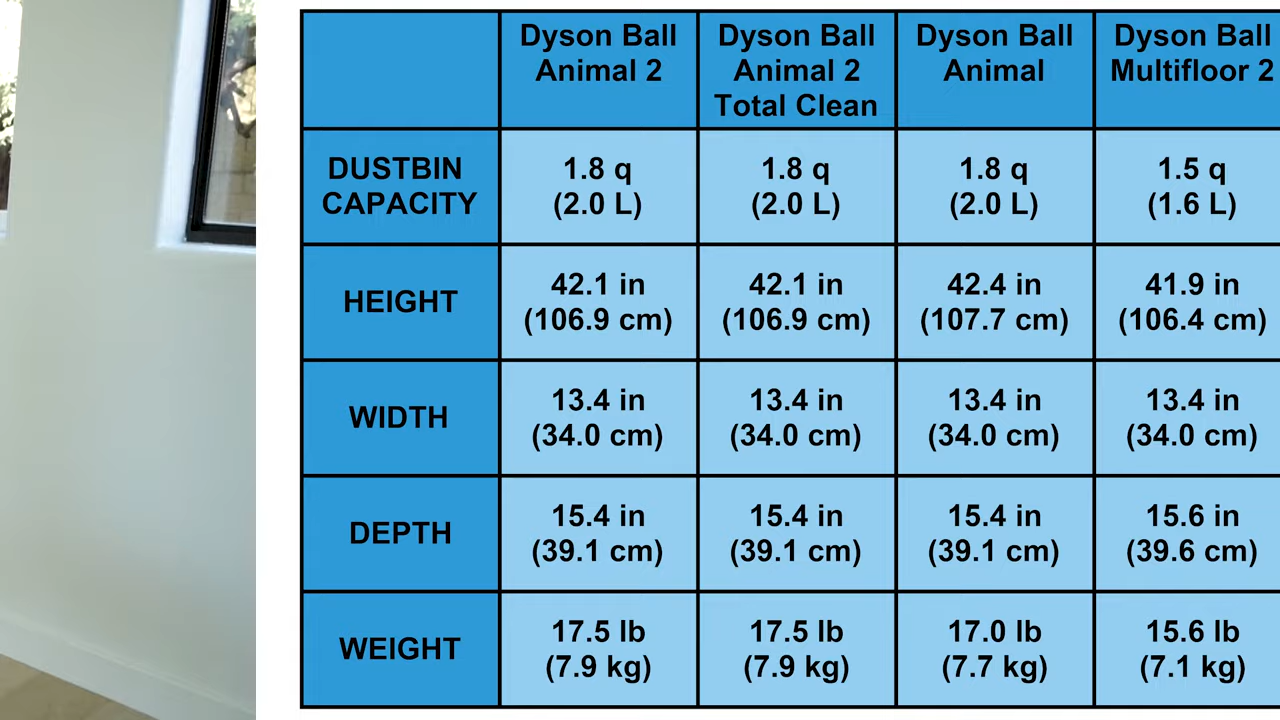 Dyson Ball Animal 2
Dyson Ball Animal 2 Total Clean
Dyson Ball Animal
Dyson Ball Multifloor 2
DUSTBIN CAPACITY
1.8 q (2.0 L)
1.8 q (2.0 L)
1.8 q (2.0 L)
1.5 q (1.6 L)
HEIGHT
42.1 in (106.9 cm)
42.1 in (106.9 cm)
42.4 in (107.7 cm)
41.9 in (106.4 cm)
WIDTH
13.4 in (34.0 cm)
13.4 in (34.0 cm)
13.4 in (34.0 cm)
13.4 in (34.0 cm)
DEPTH
15.4 in (39.1 cm)
15.4 in (39.1 cm)
15.4 in (39.1 cm)
15.6 in (39.6 cm)
WEIGHT
17.5 lb (7.9 kg)
17.5 lb (7.9 kg)
17.0 lb (7.7 kg)
15.6 lb (7.1 kg)